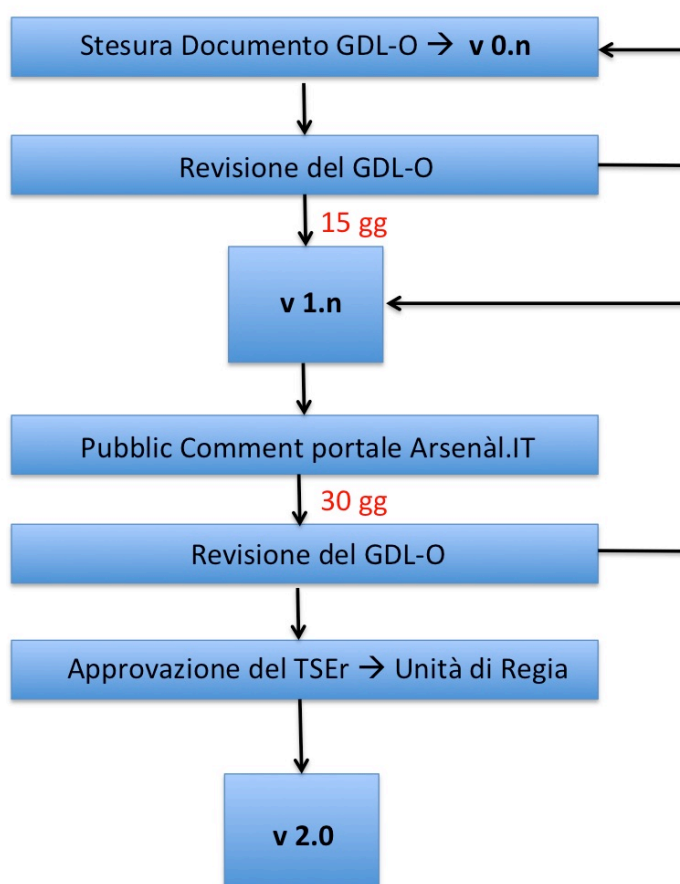 Stesura Documento GDL-O → v 0.n
Revisione del GDL-O
15 gg
v 1.n
Pubblic Comment portale Arsenàl.IT
30 gg
Revisione del GDL-O
Approvazione del TSEr → Unità di Regia
v 2.0